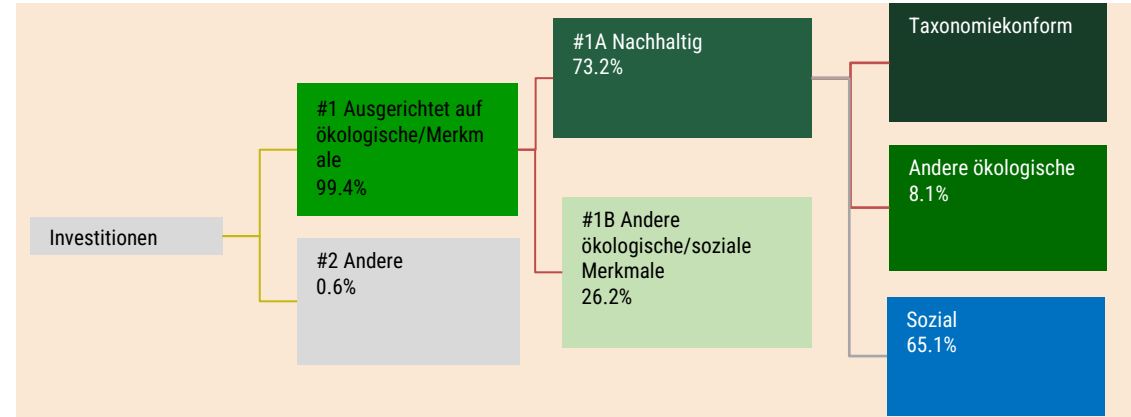 Investitionen
#1 Ausgerichtet auf
ökologische/Merkm
ale
99.4%
#2 Andere
0.6%
#1A Nachhaltig
73.2%
#1B Andere
ökologische/soziale
Merkmale
26.2%
Taxonomiekonform
Andere ökologische
8.1%
Sozial
65.1%